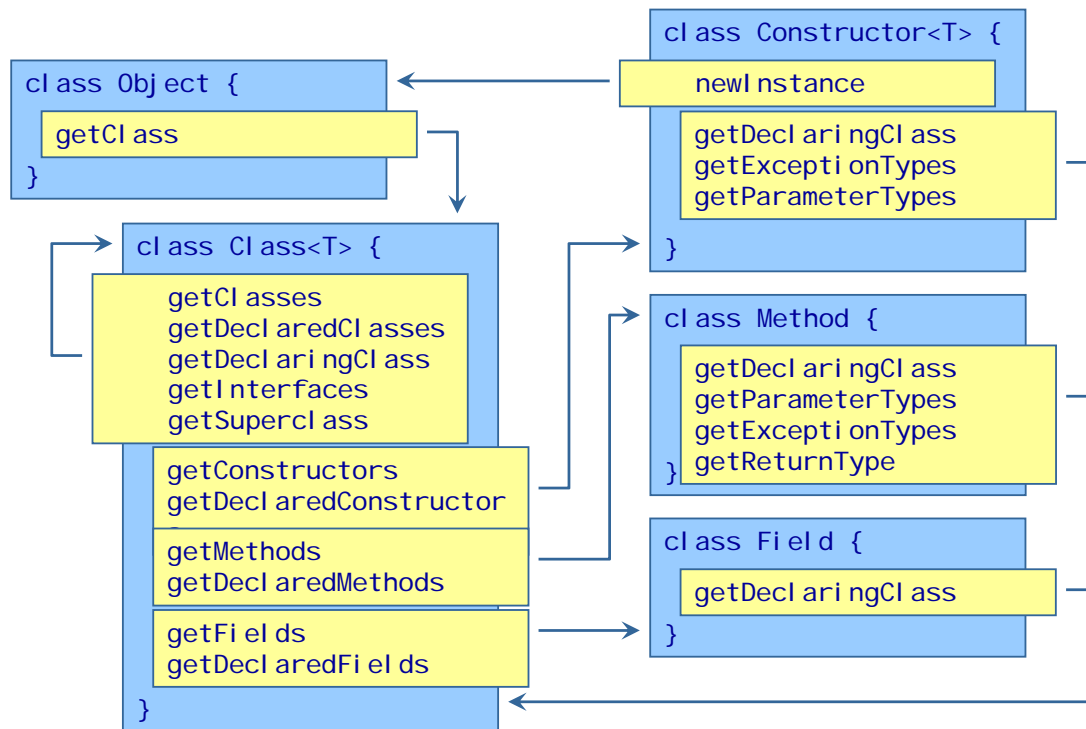 class Object {
getClass
}
class Class<T> {
getClasses
getDeclaredClasses
getDeclaringClass
getInterfaces
getSuperclass
getConstructors
getDeclaredConstructor
getMethods
getDeclaredMethods
getFields
getDeclaredFields
}
class Constructor<T> {
newInstance
getDeclaringClass
getExceptionTypes
getParameterTypes
}
class Method {
getDeclaringClass
getParameterTypes
getExceptionTypes
getReturnType
}
class Field {
getDeclaringClass
}